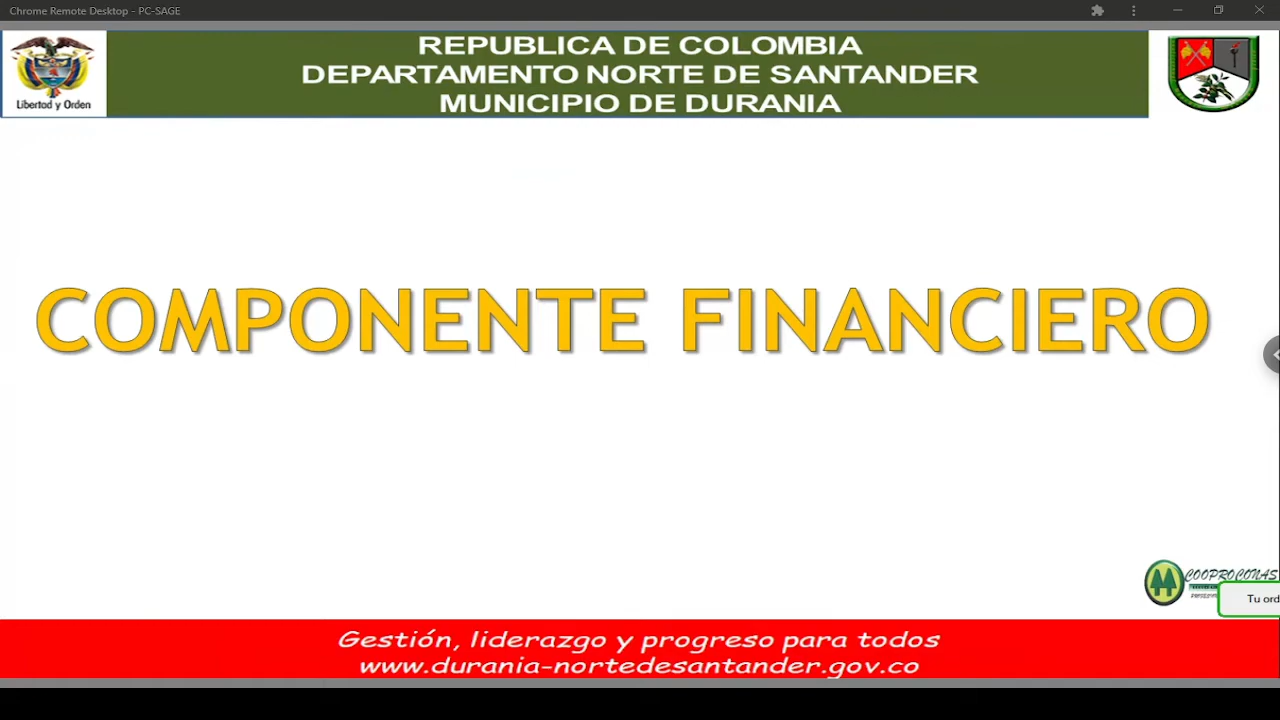 Chrome Remote Desktop - PC-SAGE
REPUBLICA DE COLOMBIA
DEPARTAMENTO NORTE DE SANTANDER
MUNICIPIO DE DURANIA
Libertad y Orden
COMPONENTE FINANCIERO
COOPROCONAS
Tu ord
Gestión, liderazgo y progreso para todos
www.durania-nortedesantander.gov.co